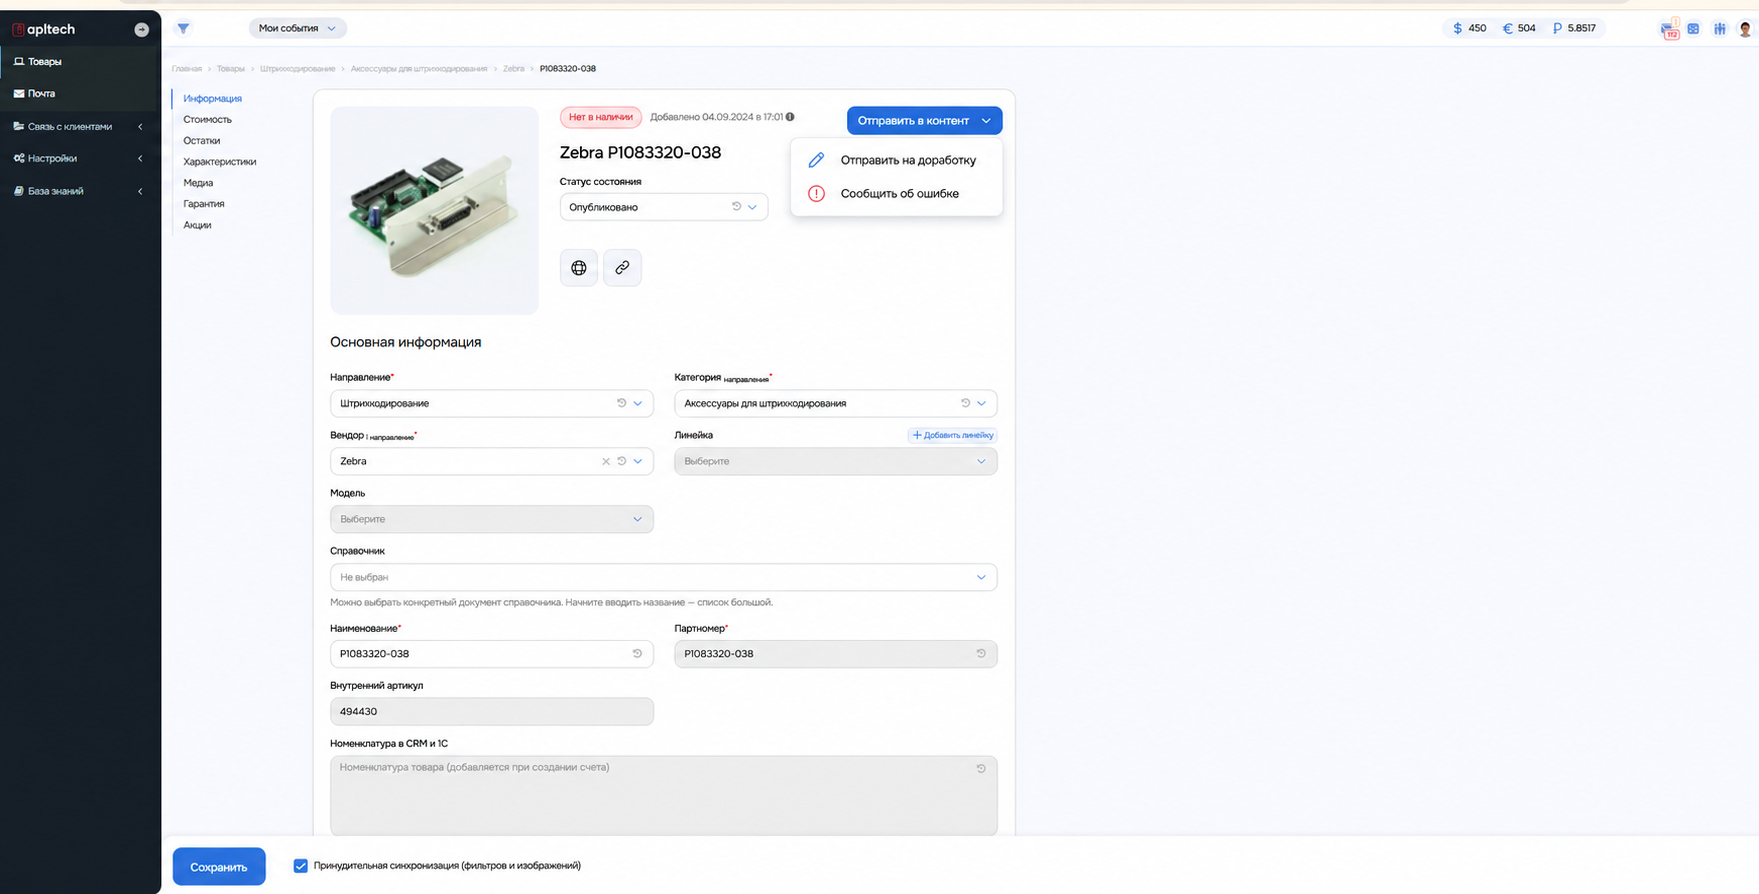 apltech
Мои события
$ 450 € 504 ₽ 5.8517
1
112
Товары
Почта
Связь с клиентами
Настройки
База знаний
Главная › Товары › Штрихкодирование › Аксессуары для штрихкодирования › Zebra › P1083320-038
Информация
Стоимость
Остатки
Характеристики
Медиа
Гарантия
Акции
Нет в наличии Добавлено 04.09.2024 в 17:01
Отправить в контент
Отправить на доработку
Сообщить об ошибке
Zebra P1083320-038
Статус состояния
Опубликовано
Основная информация
Направление* Категория направления*
Штрихкодирование Аксессуары для штрихкодирования
Вендор 1 направление* Линейка + Добавить линейку
Zebra Выберите
Модель
Выберите
Справочник
Не выбран
Можно выбрать конкретный документ справочника. Начните вводить название — список большой.
Наименование* Партномер*
P1083320-038 P1083320-038
Внутренний артикул
494430
Номенклатура в CRM и 1С
Номенклатура товара (добавляется при создании счета)
Сохранить Принудительная синхронизация (фильтров и изображений)